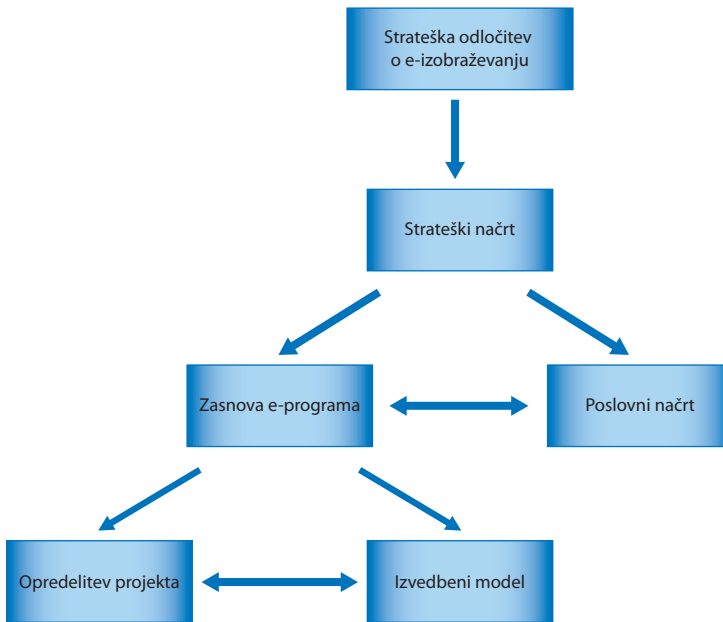 Strateška odločitev
o e-izobraževanju
Strateški načrt
Zasnova e-programa
Poslovni načrt
Opredelitev projekta
Izvedbeni model